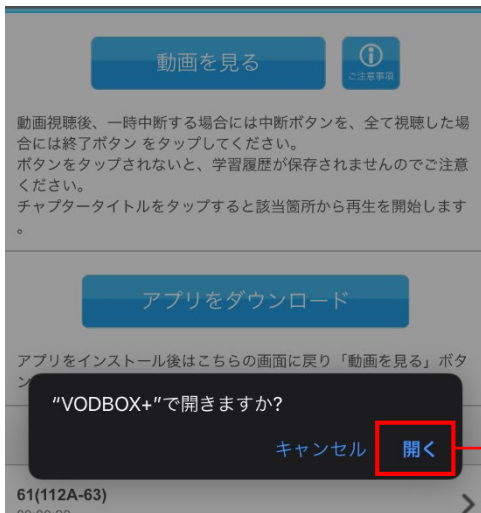 動画を見る
ご注意事項
動画視聴後、一時中断する場合には中断ボタンを、全て視聴した場
合には終了ボタン をタップしてください。
ボタンをタップされないと、学習履歴が保存されませんのでご注意
ください。
チャプタータイトルをタップすると該当箇所から再生を開始します
。
アプリをダウンロード
アプリをインストール後はこちらの画面に戻り「動画を見る」ボタ
ン
“VODBOX+”で開きますか?
キャンセル 開く
61(112A-63)